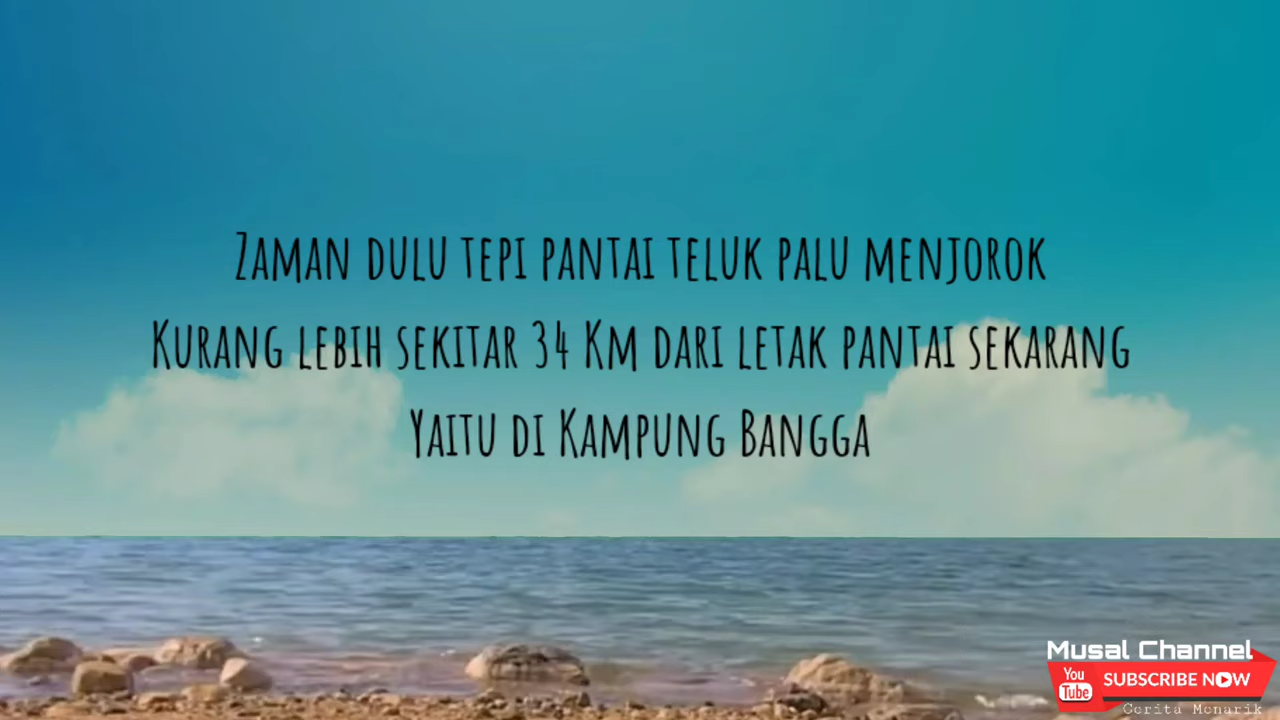 Zaman dulu tepi pantai teluk palu menjorok
Kurang lebih sekitar 34 Km dari letak pantai sekarang
Yaitu di Kampung Bangga
Musal Channel
You Tube SUBSCRIBE NOW
Cerita Menarik